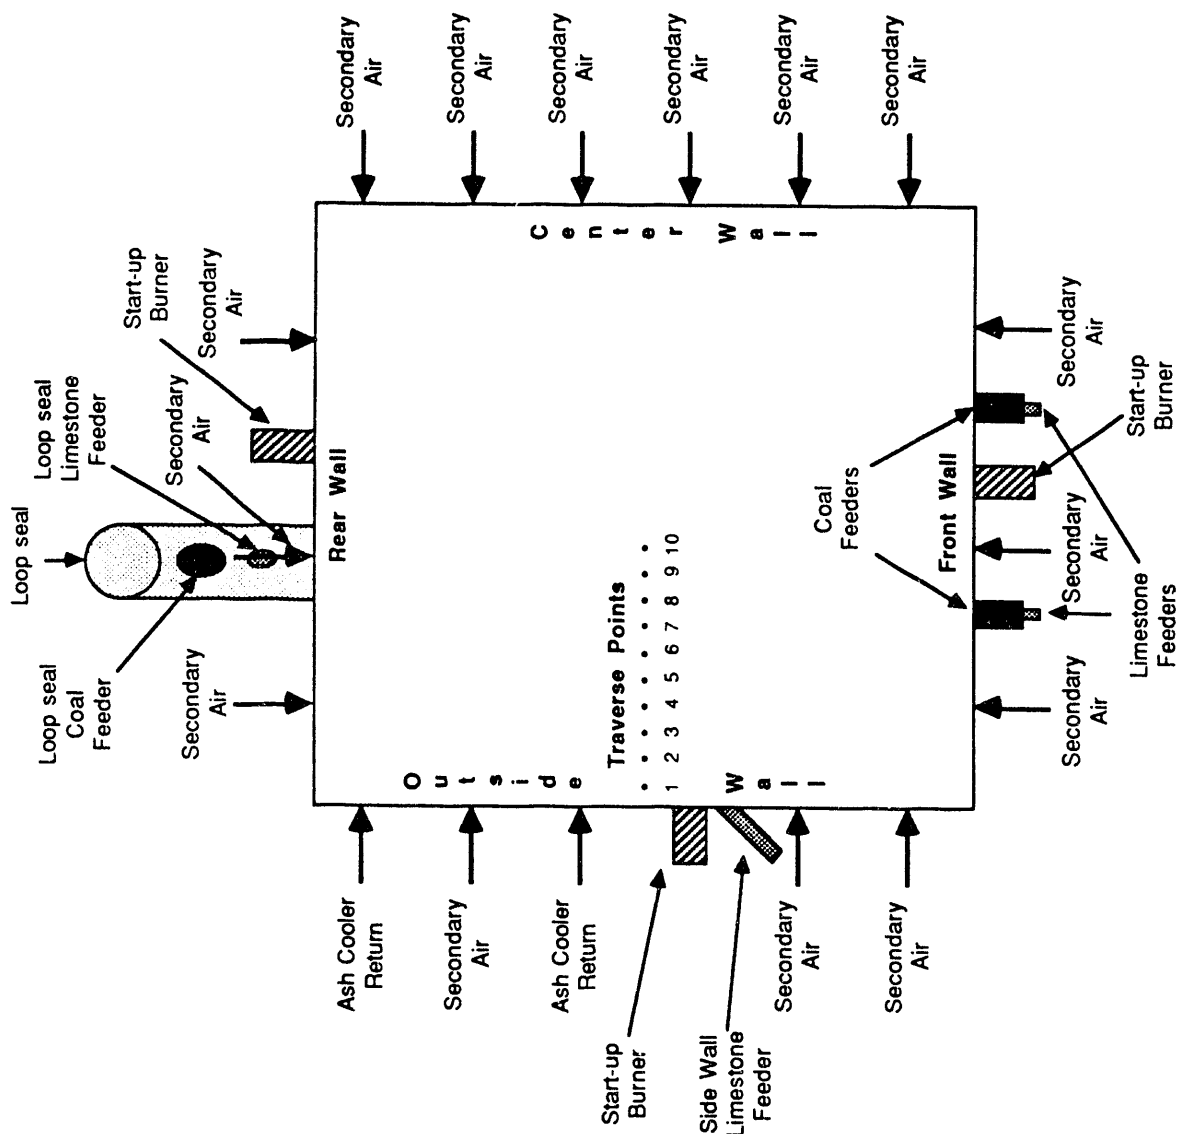 Secondary
Air
Secondary
Air
Secondary
Air
Secondary
Air
Secondary
Air
Secondary
Air
Start-up
Burner
Secondary
Air
Loop seal
Limestone
Feeder
Secondary
Air
Loop seal
Loop seal
Coal
Feeder
Secondary
Air
Rear Wall
Center Wall
Outside Wall
Traverse Points
1 2 3 4 5 6 7 8 9 10
Coal
Feeders
Front Wall
Secondary
Air
Start-up
Burner
Secondary
Air
Limestone
Feeders
Secondary
Air
Ash Cooler
Return
Secondary
Air
Ash Cooler
Return
Start-up
Burner
Side Wall
Limestone
Feeder
Secondary
Air
Secondary
Air